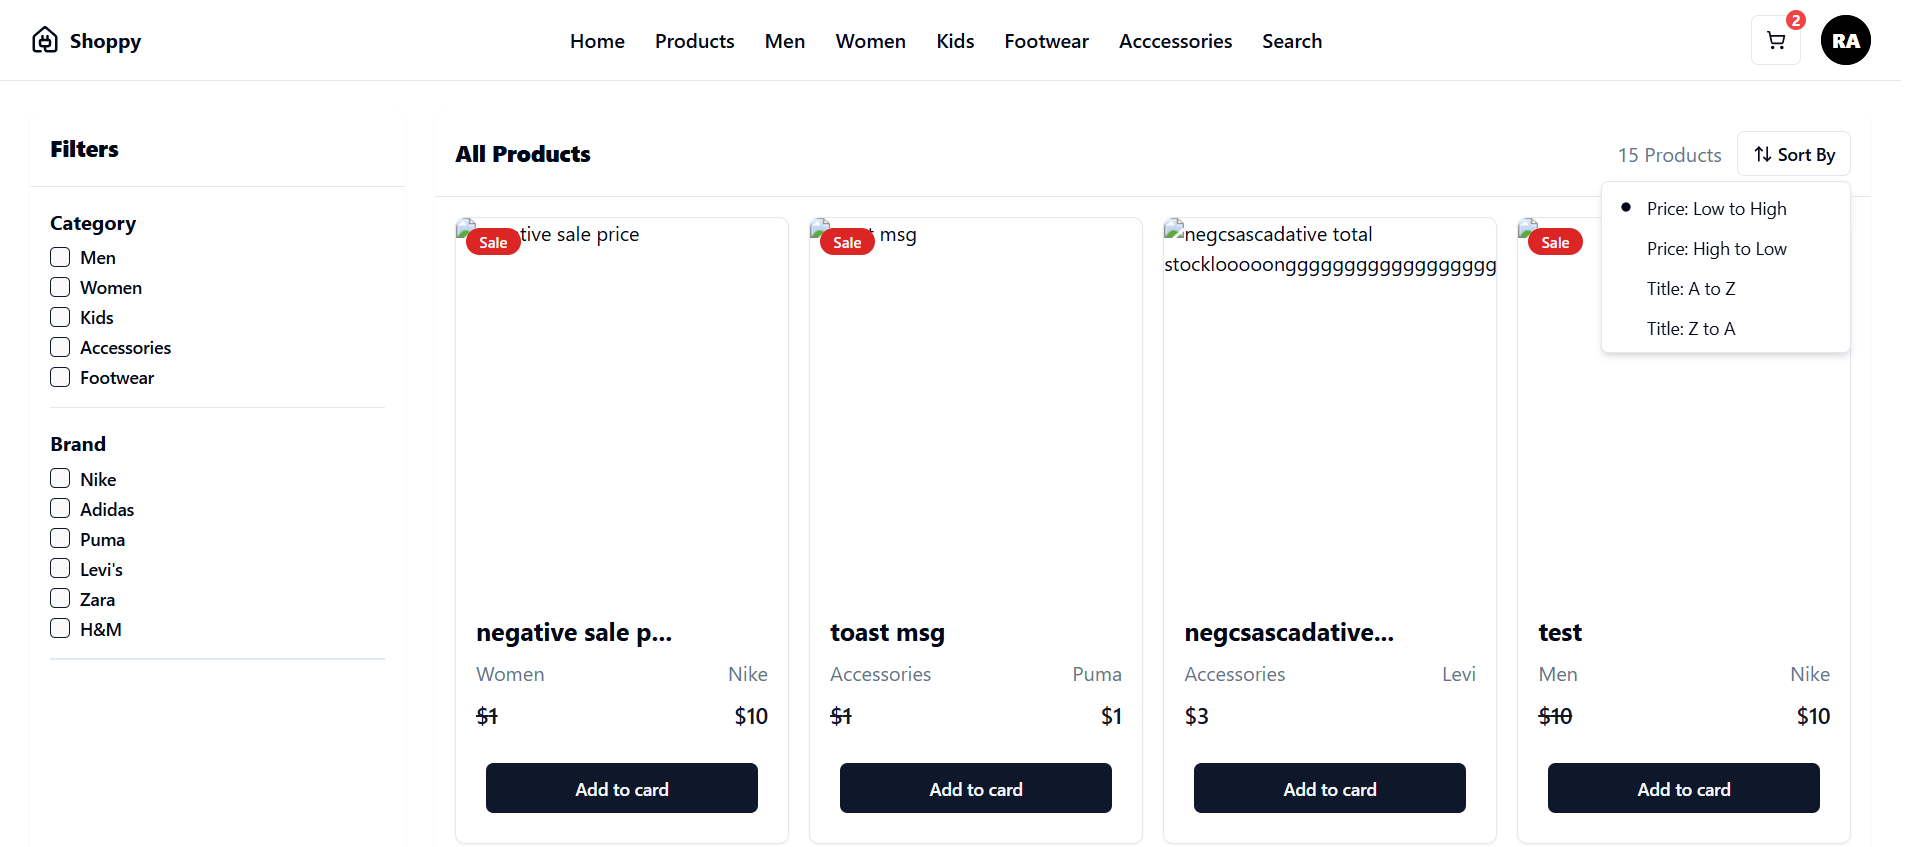 Shoppy
Home Products Men Women Kids Footwear Acccessories Search
2
RA
Filters
Category
Men
Women
Kids
Accessories
Footwear
Brand
Nike
Adidas
Puma
Levi's
Zara
H&M
All Products
15 Products
Sort By
Price: Low to High
Price: High to Low
Title: A to Z
Title: Z to A
Sale
tive sale price
negative sale p...
Women Nike
$1 $10
Add to card
Sale
msg
toast msg
Accessories Puma
$1 $1
Add to card
negcsascadative total
stocklooooongggggggggggggggggg
negcsascadative...
Accessories Levi
$3
Add to card
Sale
test
Men Nike
$10 $10
Add to card